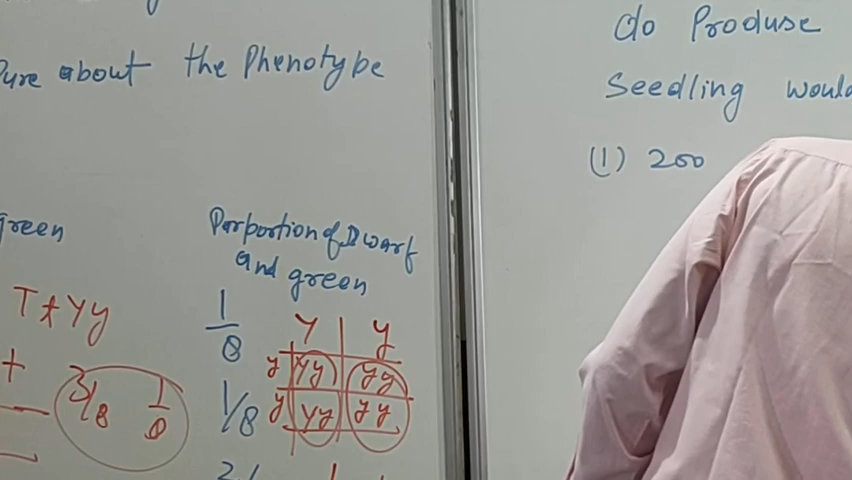 Pure about the Phenotybe
green
Porportion of Dwarf
and green
TtYy
+
3/8 1/8
1/8
1/8
Y y
y Yy yy
y Yy yy
do Produse
Seedling would
(1) 200